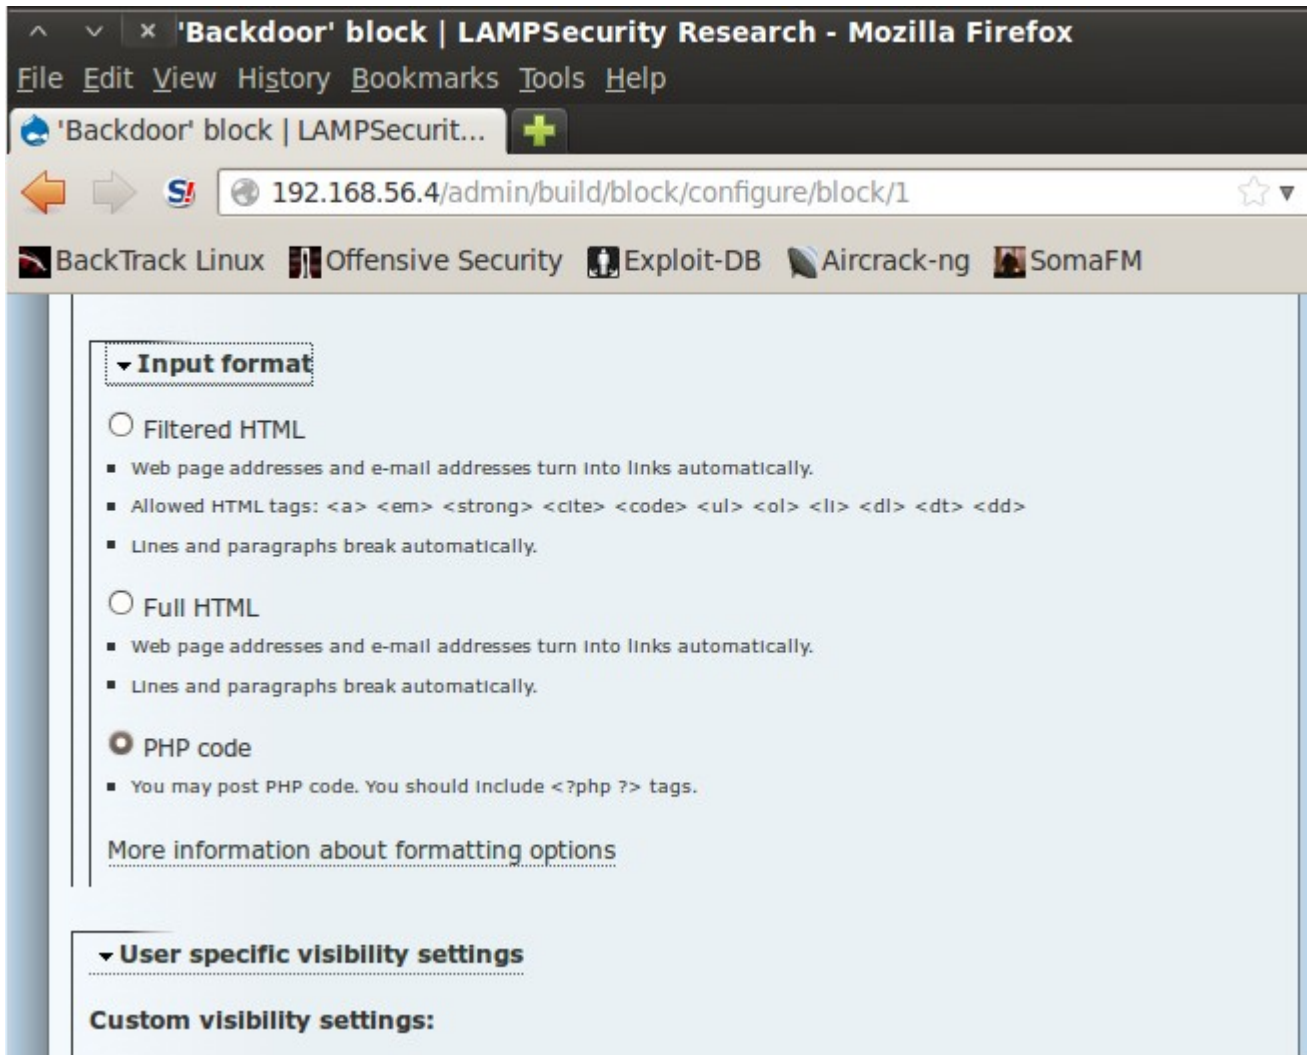 'Backdoor' block | LAMPSecurity Research - Mozilla Firefox
File Edit View History Bookmarks Tools Help
'Backdoor' block | LAMPSecurit...
S! 192.168.56.4/admin/build/block/configure/block/1
BackTrack Linux Offensive Security Exploit-DB Aircrack-ng SomaFM
Input format
Filtered HTML
Web page addresses and e-mail addresses turn into links automatically.
Allowed HTML tags: <a> <em> <strong> <cite> <code> <ul> <ol> <li> <dl> <dt> <dd>
Lines and paragraphs break automatically.
Full HTML
Web page addresses and e-mail addresses turn into links automatically.
Lines and paragraphs break automatically.
PHP code
You may post PHP code. You should include <?php ?> tags.
More information about formatting options
User specific visibility settings
Custom visibility settings: